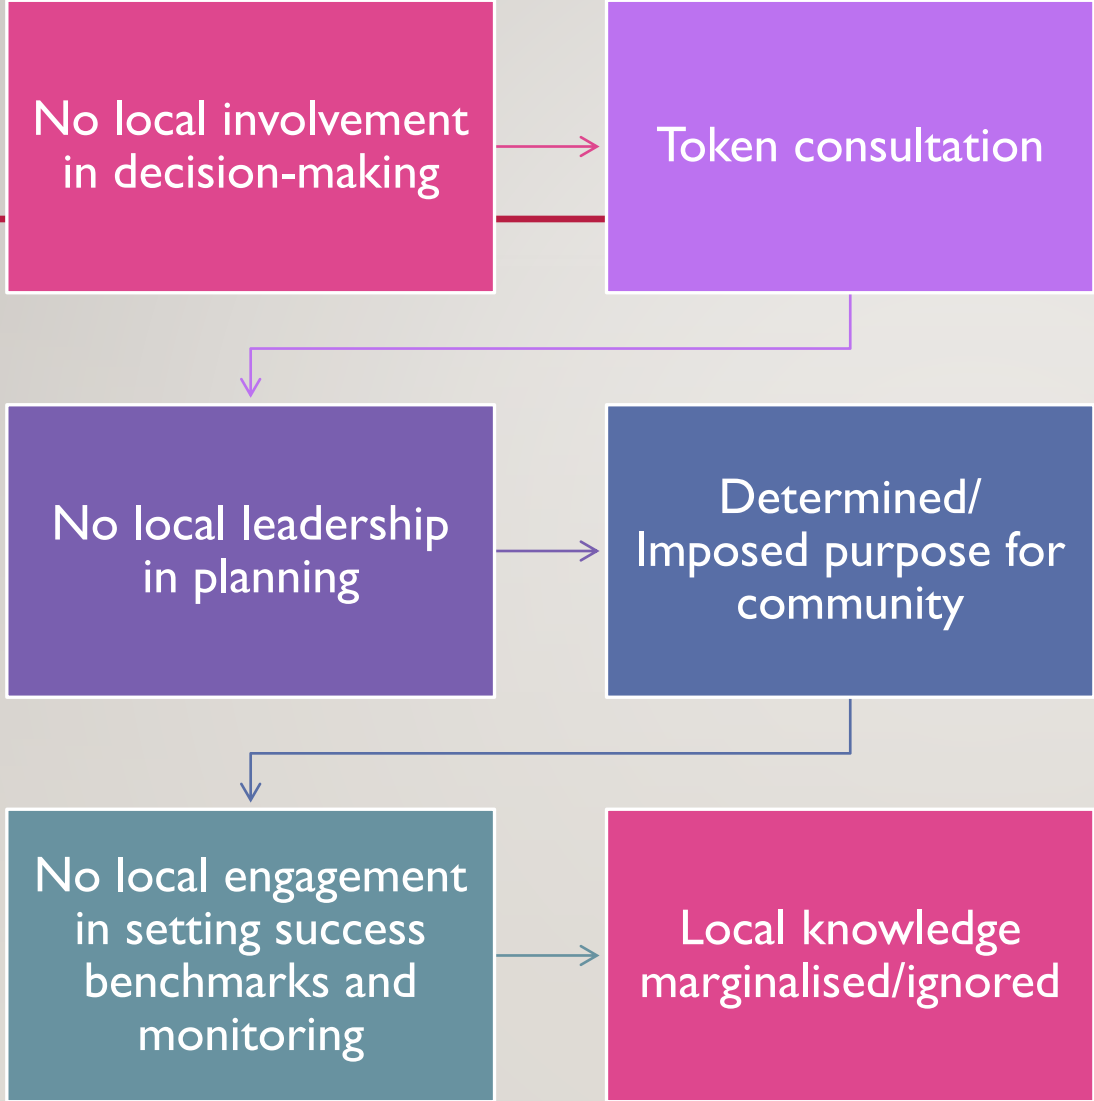 No local involvement
in decision-making
Token consultation
No local leadership
in planning
Determined/
Imposed purpose for
community
No local engagement
in setting success
benchmarks and
monitoring
Local knowledge
marginalised/ignored